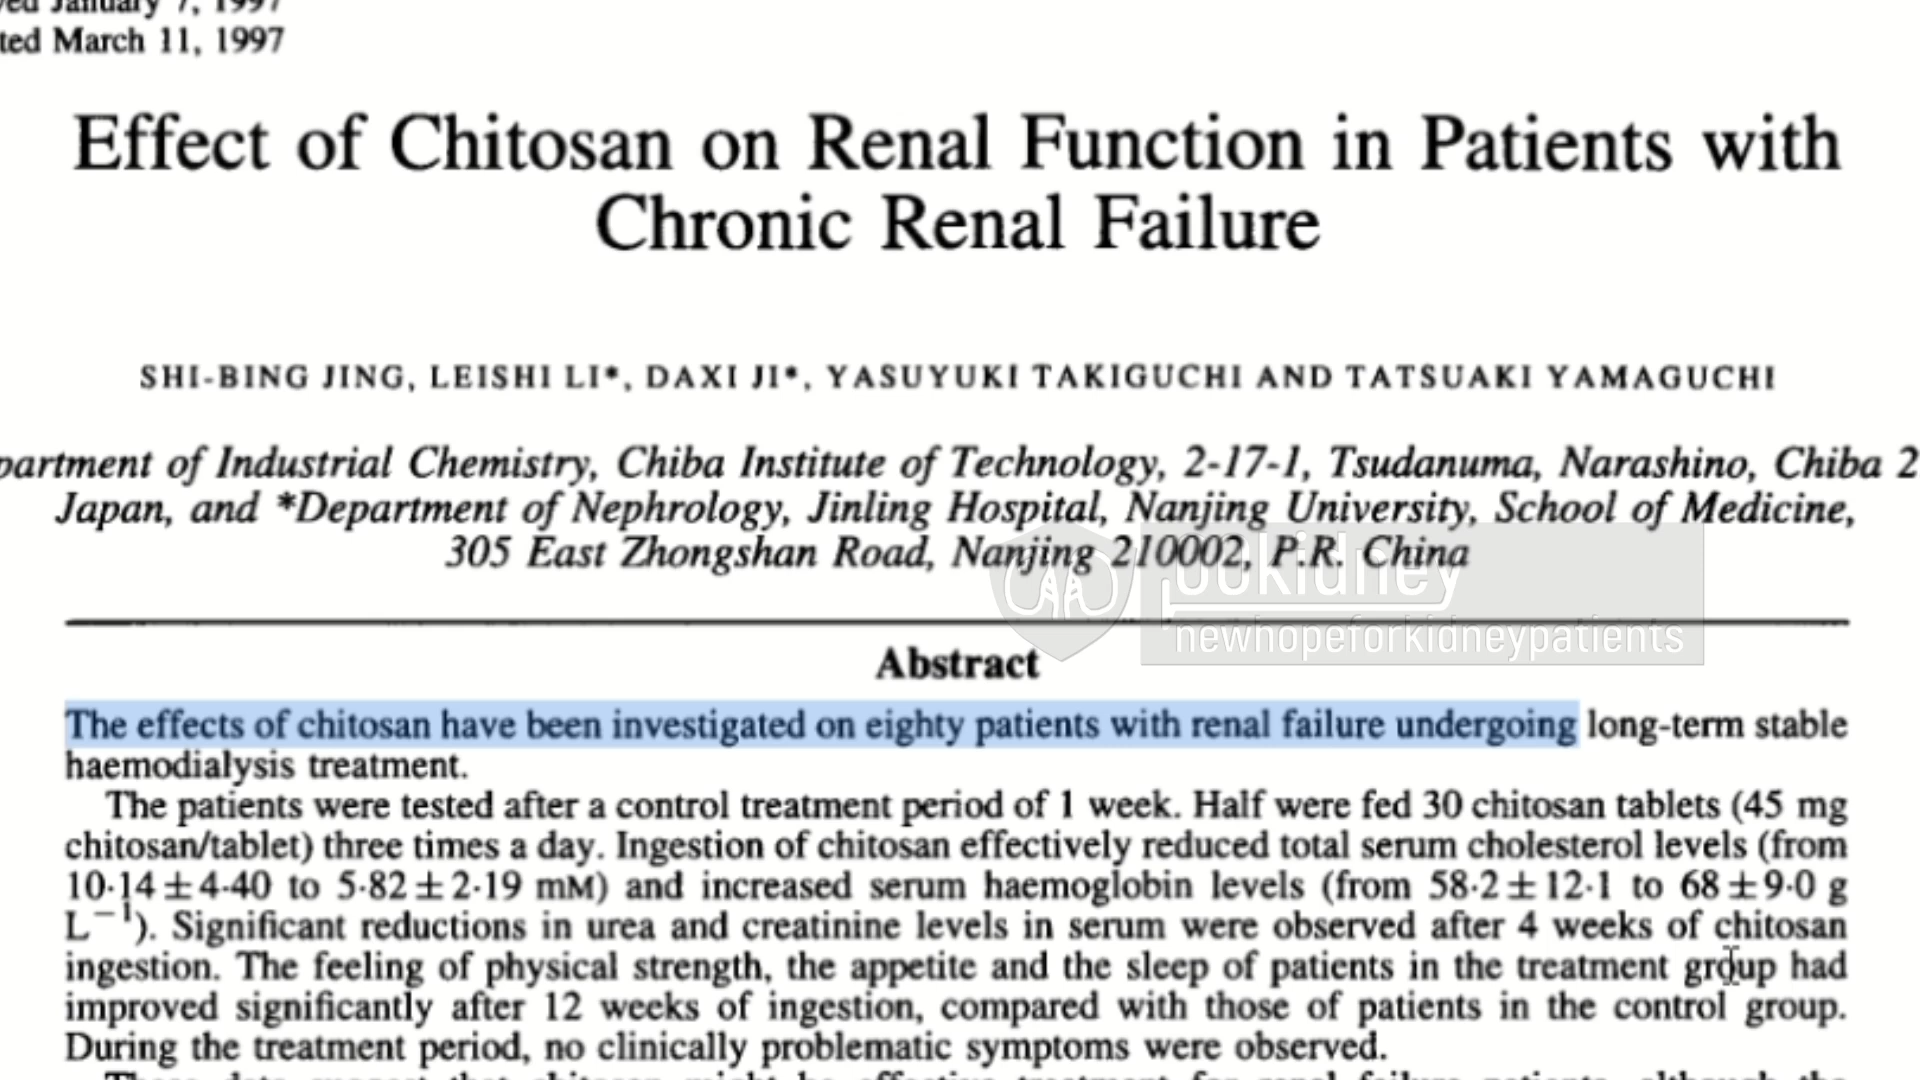 ved January 7, 1997
ted March 11, 1997
Effect of Chitosan on Renal Function in Patients with
Chronic Renal Failure
SHI-BING JING, LEISHI LI*, DAXI JI*, YASUYUKI TAKIGUCHI AND TATSUAKI YAMAGUCHI
partment of Industrial Chemistry, Chiba Institute of Technology, 2-17-1, Tsudanuma, Narashino, Chiba 2
Japan, and *Department of Nephrology, Jinling Hospital, Nanjing University, School of Medicine,
305 East Zhongshan Road, Nanjing 210002, P.R. China
newhopeforkidneypatients
Abstract
The effects of chitosan have been investigated on eighty patients with renal failure undergoing long-term stable
haemodialysis treatment.
The patients were tested after a control treatment period of 1 week. Half were fed 30 chitosan tablets (45 mg
chitosan/tablet) three times a day. Ingestion of chitosan effectively reduced total serum cholesterol levels (from
10·14 ± 4·40 to 5·82 ± 2·19 mM) and increased serum haemoglobin levels (from 58·2 ± 12·1 to 68 ± 9·0 g
L⁻¹). Significant reductions in urea and creatinine levels in serum were observed after 4 weeks of chitosan
ingestion. The feeling of physical strength, the appetite and the sleep of patients in the treatment group had
improved significantly after 12 weeks of ingestion, compared with those of patients in the control group.
During the treatment period, no clinically problematic symptoms were observed.